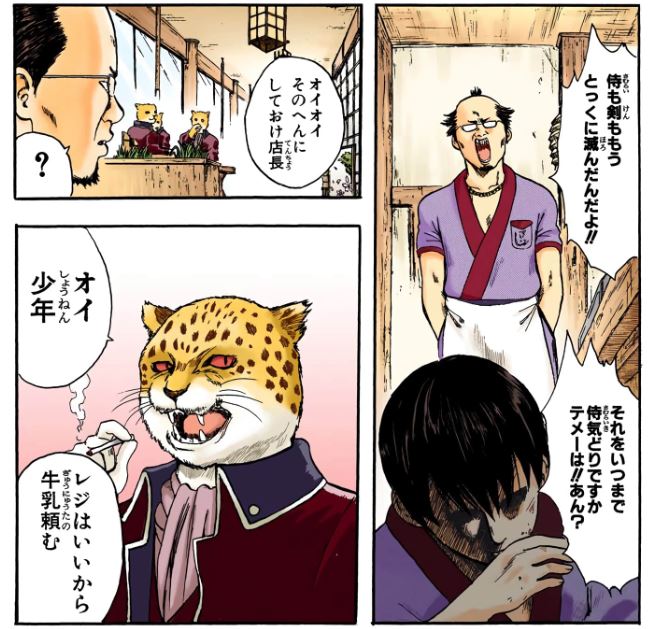 侍も剣ももう
とっくに滅んだんだよ!!
それをいつまで
侍気どりですか
テメーは!!あん?
オイオイ
そのへんに
しておけ店長
?
オイ
少年
レジはいいから
牛乳頼む